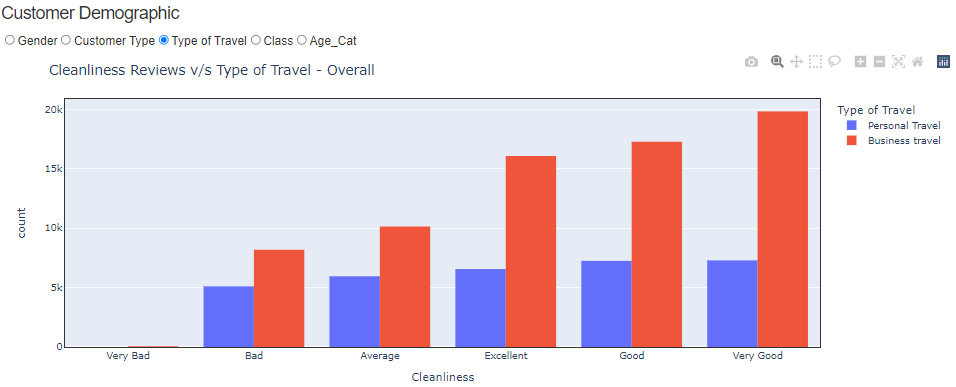 Customer Demographic
Gender Customer Type Type of Travel Class Age_Cat
Cleanliness Reviews v/s Type of Travel - Overall
Type of Travel
Personal Travel
Business travel
20k
15k
10k
5k
0
count
Very Bad Bad Average Excellent Good Very Good
Cleanliness